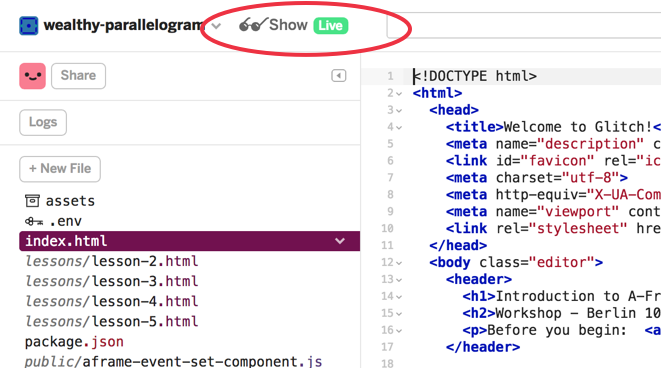 wealthy-parallelogram Show Live
Share
Logs
+ New File
assets
.env
index.html
lessons/lesson-2.html
lessons/lesson-3.html
lessons/lesson-4.html
lessons/lesson-5.html
package.json
public/aframe-event-set-component.js
1 <!DOCTYPE html>
2 <html>
3 <head>
4 <title>Welcome to Glitch!<
5 <meta name="description" c
6 <link id="favicon" rel="ic
7 <meta charset="utf-8">
8 <meta http-equiv="X-UA-Com
9 <meta name="viewport" cont
10 <link rel="stylesheet" hre
11 </head>
12 <body class="editor">
13 <header>
14 <h1>Introduction to A-Fr
15 <h2>Workshop - Berlin 10
16 <p>Before you begin: <a
17 </header>
18